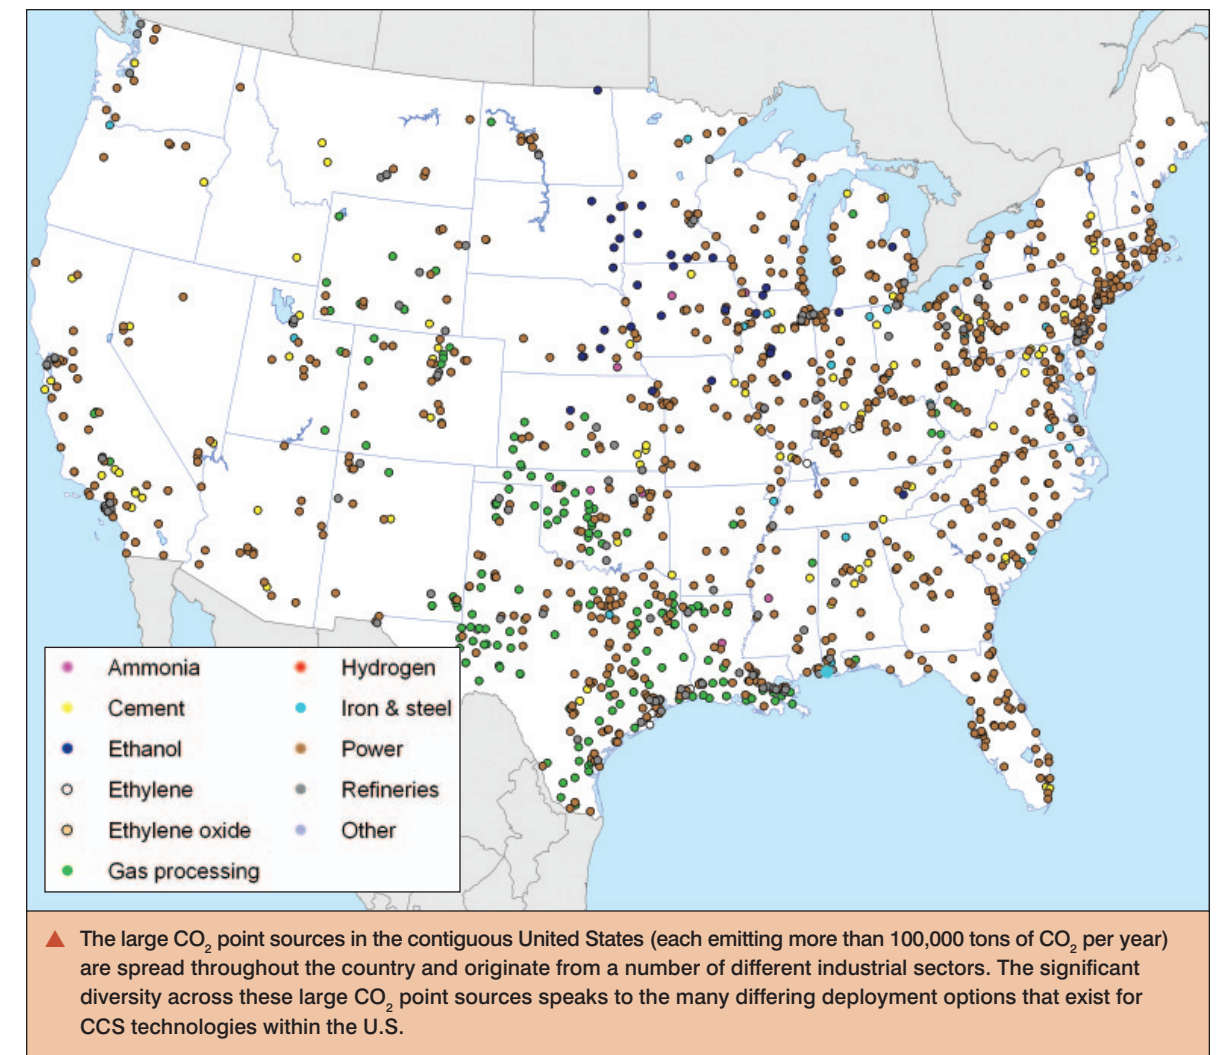 Ammonia
Cement
Ethanol
Ethylene
Ethylene oxide
Gas processing
Hydrogen
Iron & steel
Power
Refineries
Other
The large CO₂ point sources in the contiguous United States (each emitting more than 100,000 tons of CO₂ per year)
are spread throughout the country and originate from a number of different industrial sectors. The significant
diversity across these large CO₂ point sources speaks to the many differing deployment options that exist for
CCS technologies within the U.S.